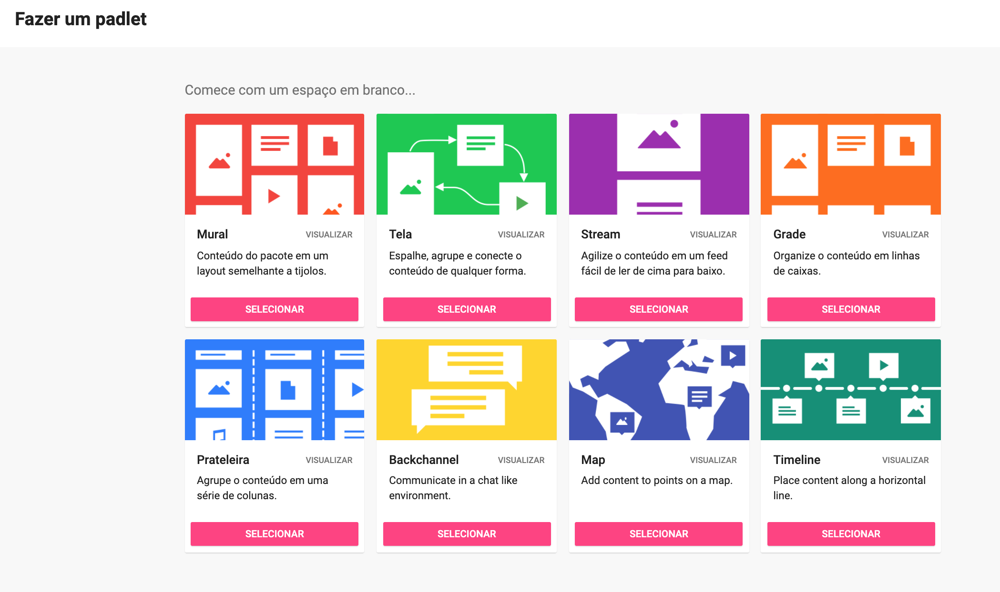 Fazer um padlet
Comece com um espaço em branco...
Mural VISUALIZAR
Conteúdo do pacote em um
layout semelhante a tijolos.
SELECIONAR
Tela VISUALIZAR
Espalhe, agrupe e conecte o
conteúdo de qualquer forma.
SELECIONAR
Stream VISUALIZAR
Agilize o conteúdo em um feed
fácil de ler de cima para baixo.
SELECIONAR
Grade VISUALIZAR
Organize o conteúdo em linhas
de caixas.
SELECIONAR
Prateleira VISUALIZAR
Agrupe o conteúdo em uma
série de colunas.
SELECIONAR
Backchannel VISUALIZAR
Communicate in a chat like
environment.
SELECIONAR
Map VISUALIZAR
Add content to points on a map.
SELECIONAR
Timeline VISUALIZAR
Place content along a horizontal
line.
SELECIONAR